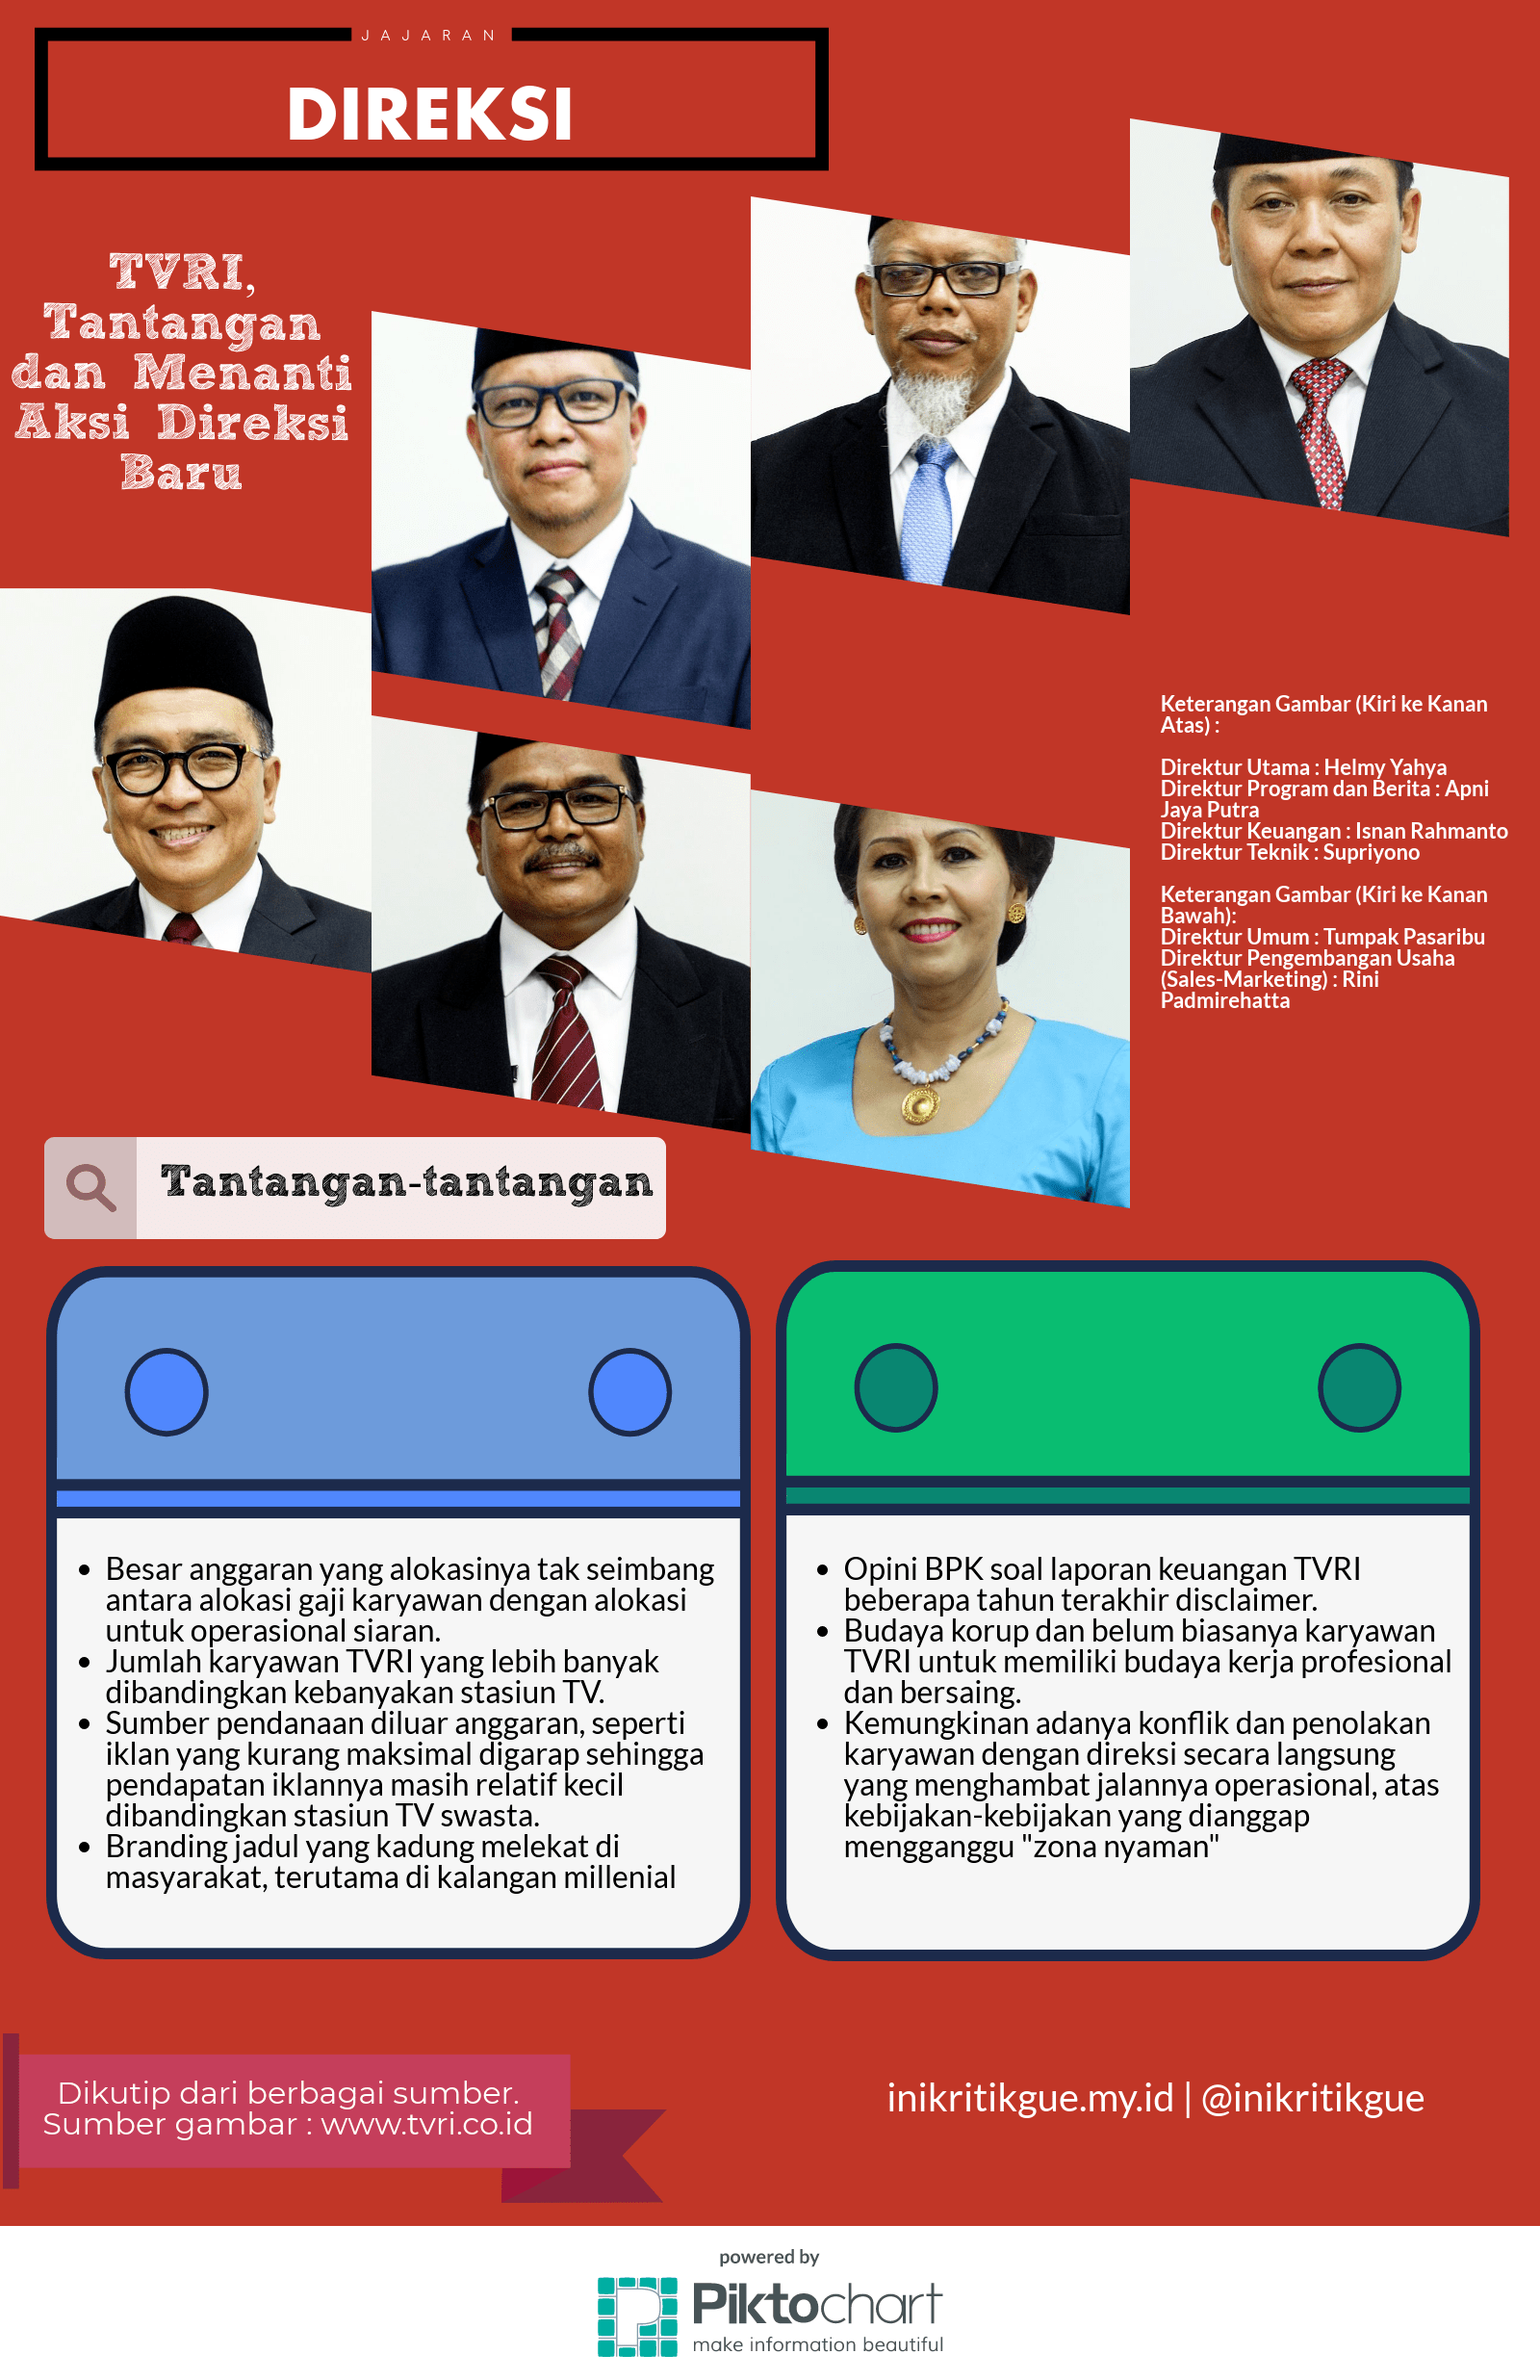 JAJARAN
DIREKSI
TVRI,
Tantangan
dan Menanti
Aksi Direksi
Baru
Keterangan Gambar (Kiri ke Kanan
Atas) :
Direktur Utama : Helmy Yahya
Direktur Program dan Berita : Apni
Jaya Putra
Direktur Keuangan : Isnan Rahmanto
Direktur Teknik : Supriyono
Keterangan Gambar (Kiri ke Kanan
Bawah):
Direktur Umum : Tumpak Pasaribu
Direktur Pengembangan Usaha
(Sales-Marketing) : Rini
Padmirehatta
Tantangan-tantangan
• Besar anggaran yang alokasinya tak seimbang
antara alokasi gaji karyawan dengan alokasi
untuk operasional siaran.
• Jumlah karyawan TVRI yang lebih banyak
dibandingkan kebanyakan stasiun TV.
• Sumber pendanaan diluar anggaran, seperti
iklan yang kurang maksimal digarap sehingga
pendapatan iklannya masih relatif kecil
dibandingkan stasiun TV swasta.
• Branding jadul yang kadung melekat di
masyarakat, terutama di kalangan millenial
• Opini BPK soal laporan keuangan TVRI
beberapa tahun terakhir disclaimer.
• Budaya korup dan belum biasanya karyawan
TVRI untuk memiliki budaya kerja profesional
dan bersaing.
• Kemungkinan adanya konflik dan penolakan
karyawan dengan direksi secara langsung
yang menghambat jalannya operasional, atas
kebijakan-kebijakan yang dianggap
mengganggu "zona nyaman"
Dikutip dari berbagai sumber.
Sumber gambar : www.tvri.co.id
inikritikgue.my.id | @inikritikgue
powered by
Piktochart
make information beautiful